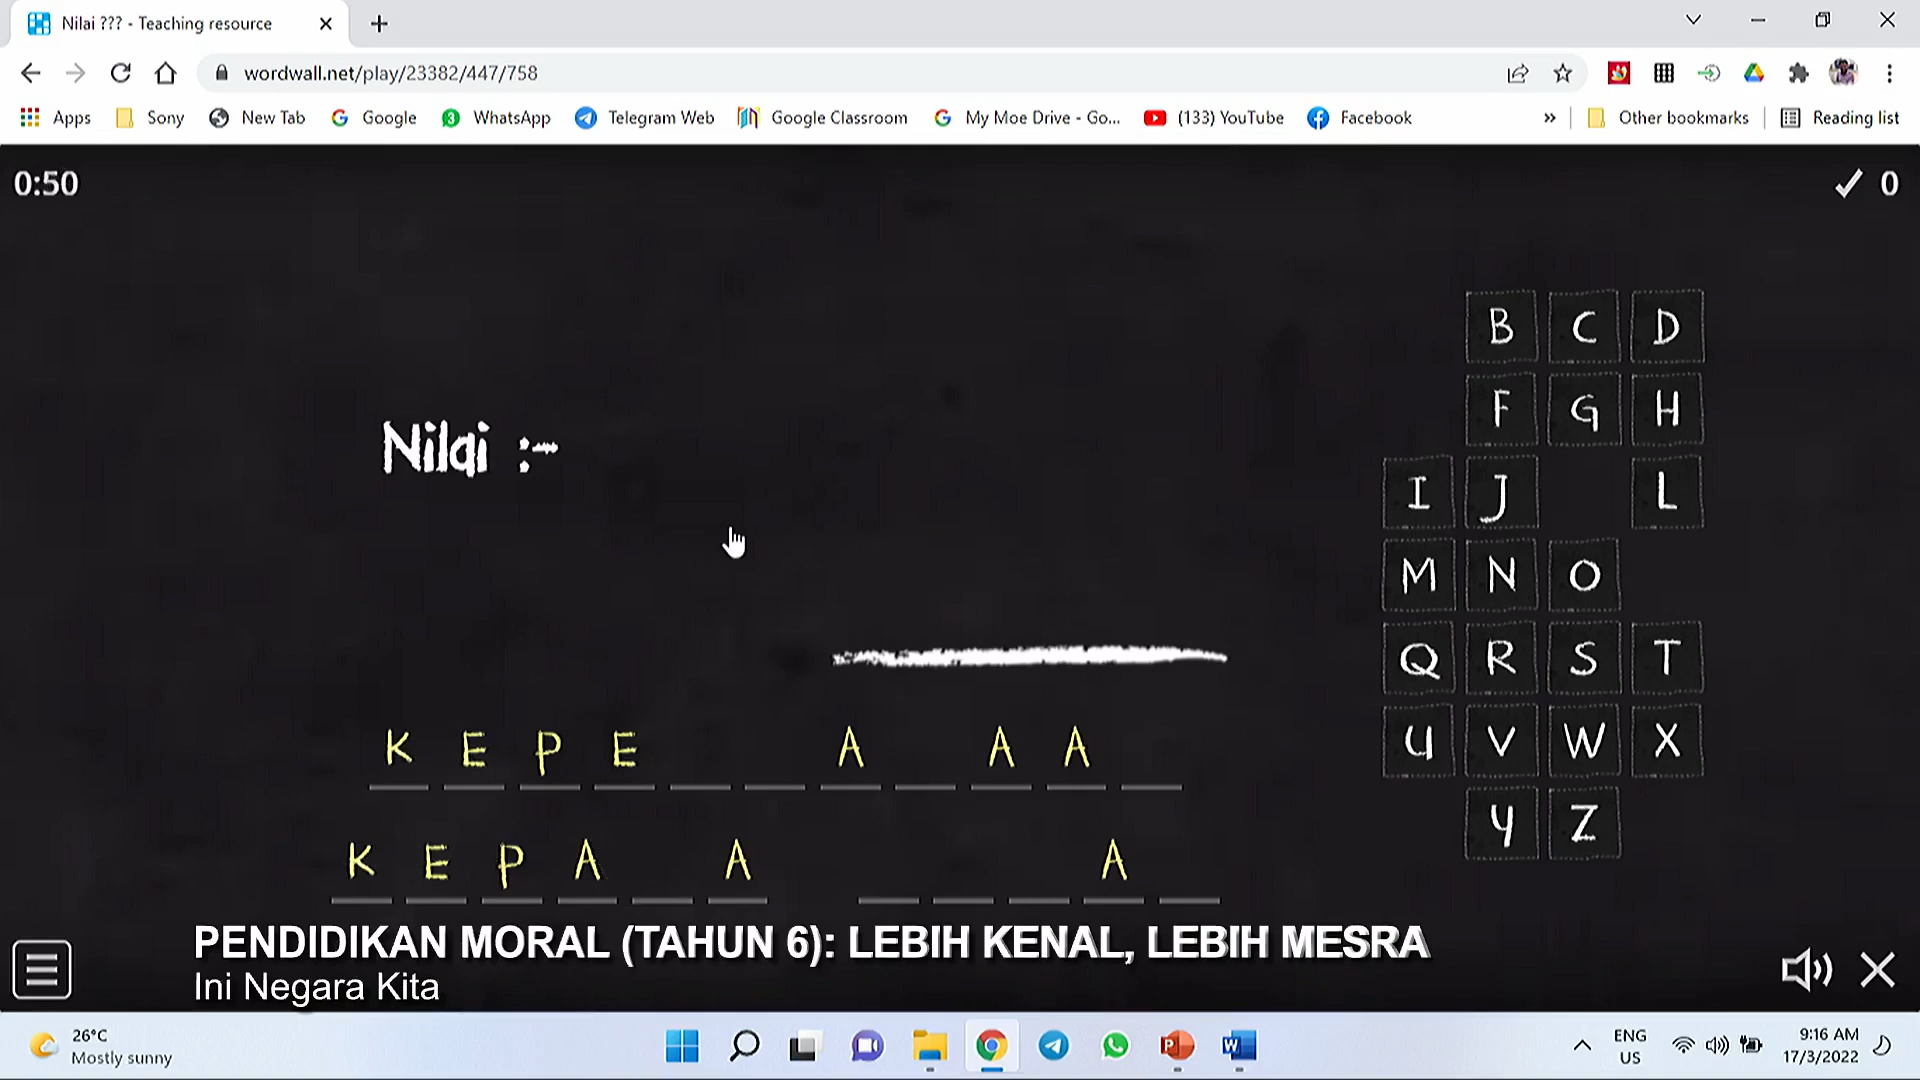 Nilai ??? - Teaching resource
wordwall.net/play/23382/447/758
Apps Sony New Tab Google 3 WhatsApp Telegram Web Google Classroom My Moe Drive - Go... (133) YouTube Facebook » Other bookmarks Reading list
0:50 0
B C D
F G H
Nilai :-
I J L
M N O
Q R S T
K E P E A A A
U V W X
Y Z
K E P A A A
PENDIDIKAN MORAL (TAHUN 6): LEBIH KENAL, LEBIH MESRA
Ini Negara Kita
26°C
Mostly sunny
P W
ENG
US
9:16 AM
17/3/2022